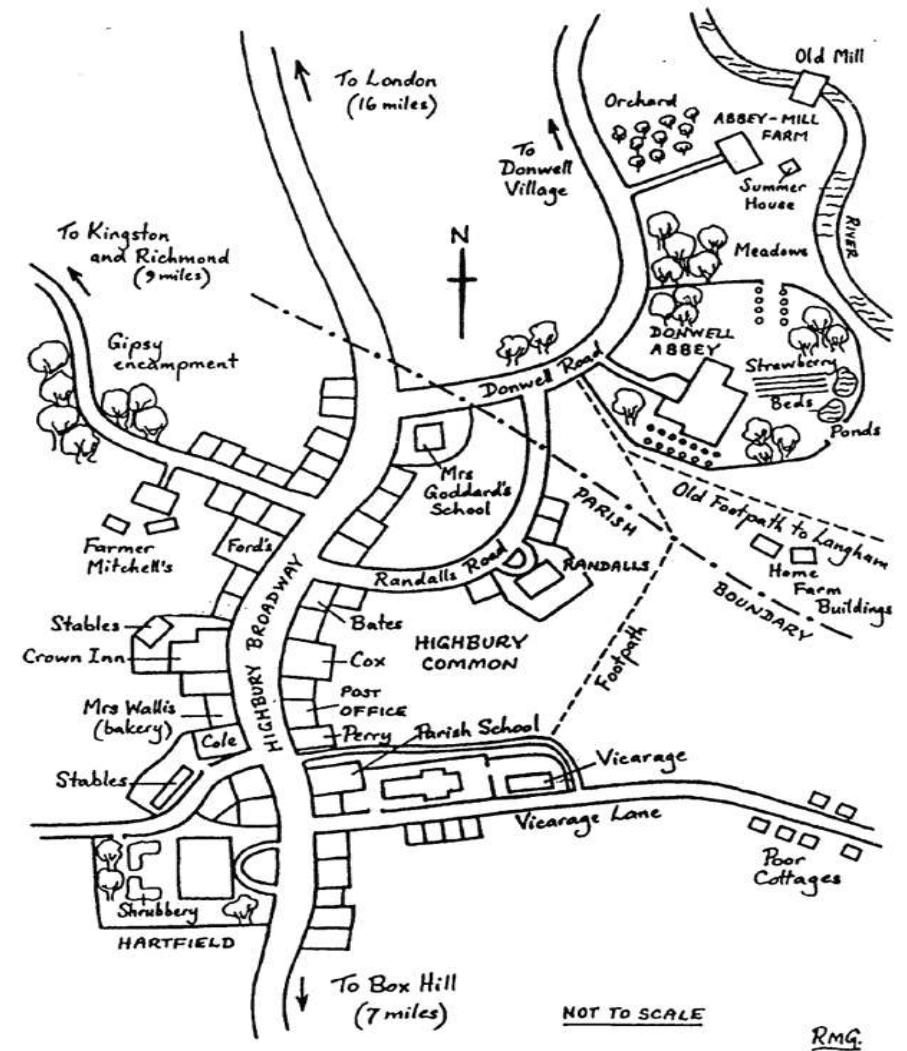 To London
(16 miles)
Old Mill
Orchard
ABBEY-MILL
FARM
To
Donwell
Village
Summer
House
RIVER
To Kingston
and Richmond
(9 miles)
N
Meadows
Gipsy
encampment
DONWELL
ABBEY
Strawberry
Beds
Ponds
Donwell Road
Mrs
Goddard's
School
PARISH
BOUNDARY
Old Footpath to Langham
Ford's
Farmer
Mitchell's
Randalls Road
RANDALLS
Home
Farm
Buildings
HIGHBURY BROADWAY
Stables
Bates
HIGHBURY
COMMON
Footpath
Crown Inn
Cox
Mrs Wallis
(bakery)
POST
OFFICE
Cole
Perry
Parish School
Stables
Vicarage
Vicarage Lane
Poor
Cottages
Shrubbery
HARTFIELD
To Box Hill
(7 miles)
NOT TO SCALE
RMG.